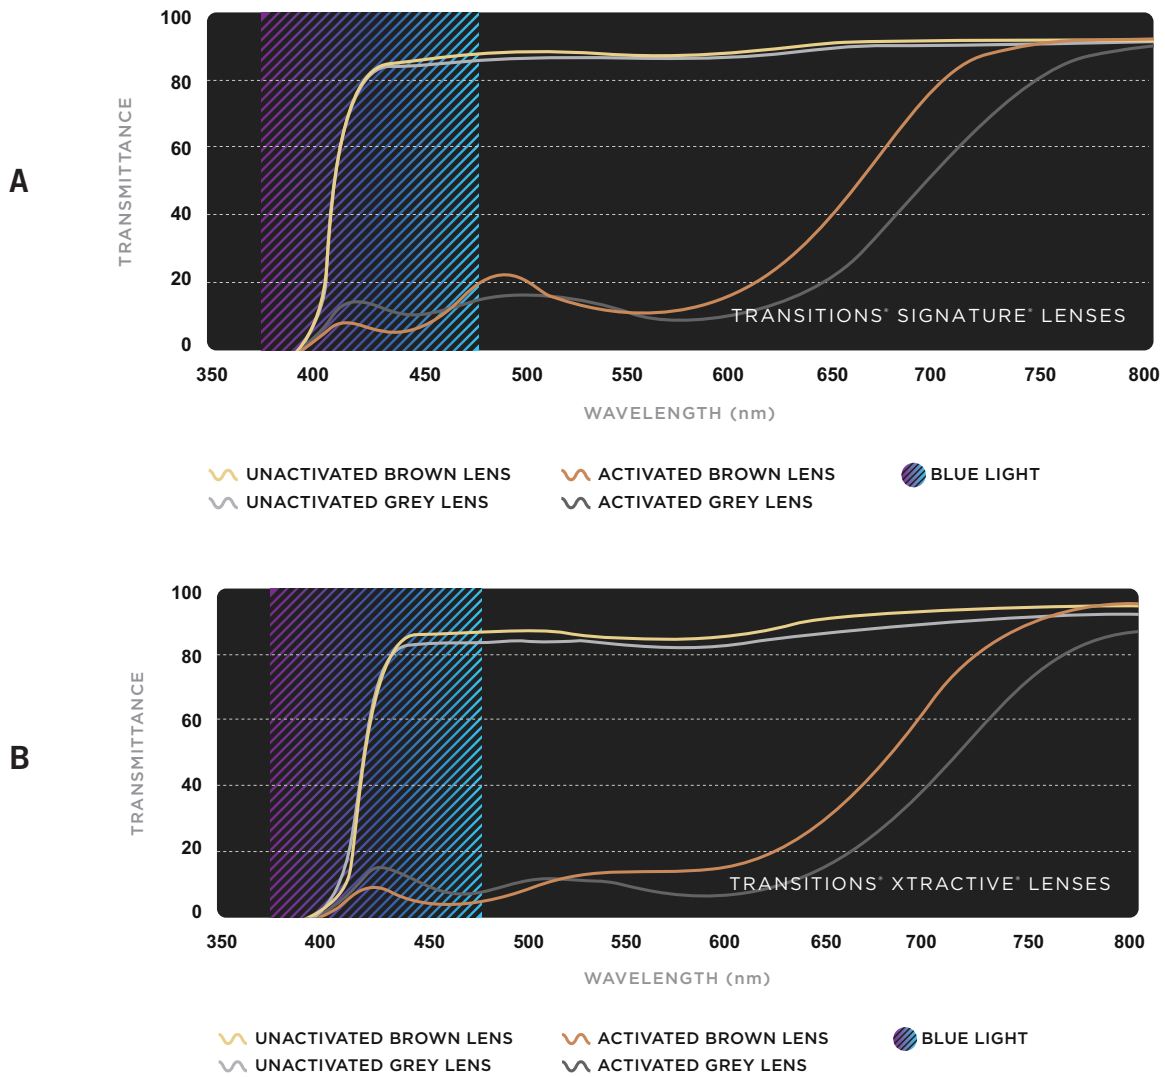 A
TRANSMITTANCE
100
80
60
40
20
0
TRANSITIONS® SIGNATURE® LENSES
350 400 450 500 550 600 650 700 750 800
WAVELENGTH (nm)
UNACTIVATED BROWN LENS ACTIVATED BROWN LENS BLUE LIGHT
UNACTIVATED GREY LENS ACTIVATED GREY LENS
B
TRANSMITTANCE
100
80
60
40
20
0
TRANSITIONS® XTRACTIVE® LENSES
350 400 450 500 550 600 650 700 750 800
WAVELENGTH (nm)
UNACTIVATED BROWN LENS ACTIVATED BROWN LENS BLUE LIGHT
UNACTIVATED GREY LENS ACTIVATED GREY LENS